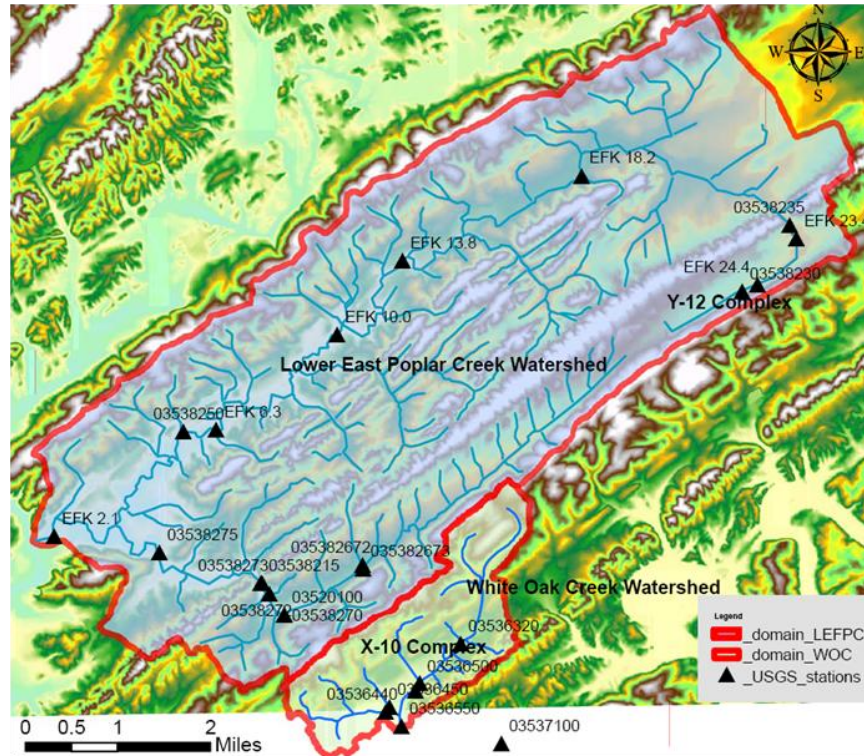 N
W E
S
EFK 18.2
03538235
EFK 23.4
EFK 13.8
EFK 24.4
03538230
Y-12 Complex
EFK 10.0
Lower East Poplar Creek Watershed
03538250
EFK 6.3
EFK 2.1
03538275
035382672
035382673
03538273
03538215
03520100
03538270
White Oak Creek Watershed
03536320
X-10 Complex
03536500
03536440
03536450
03536550
03537100
Legend
_domain_LEFPC
_domain_WOC
_USGS_stations
0 0.5 1 2
Miles